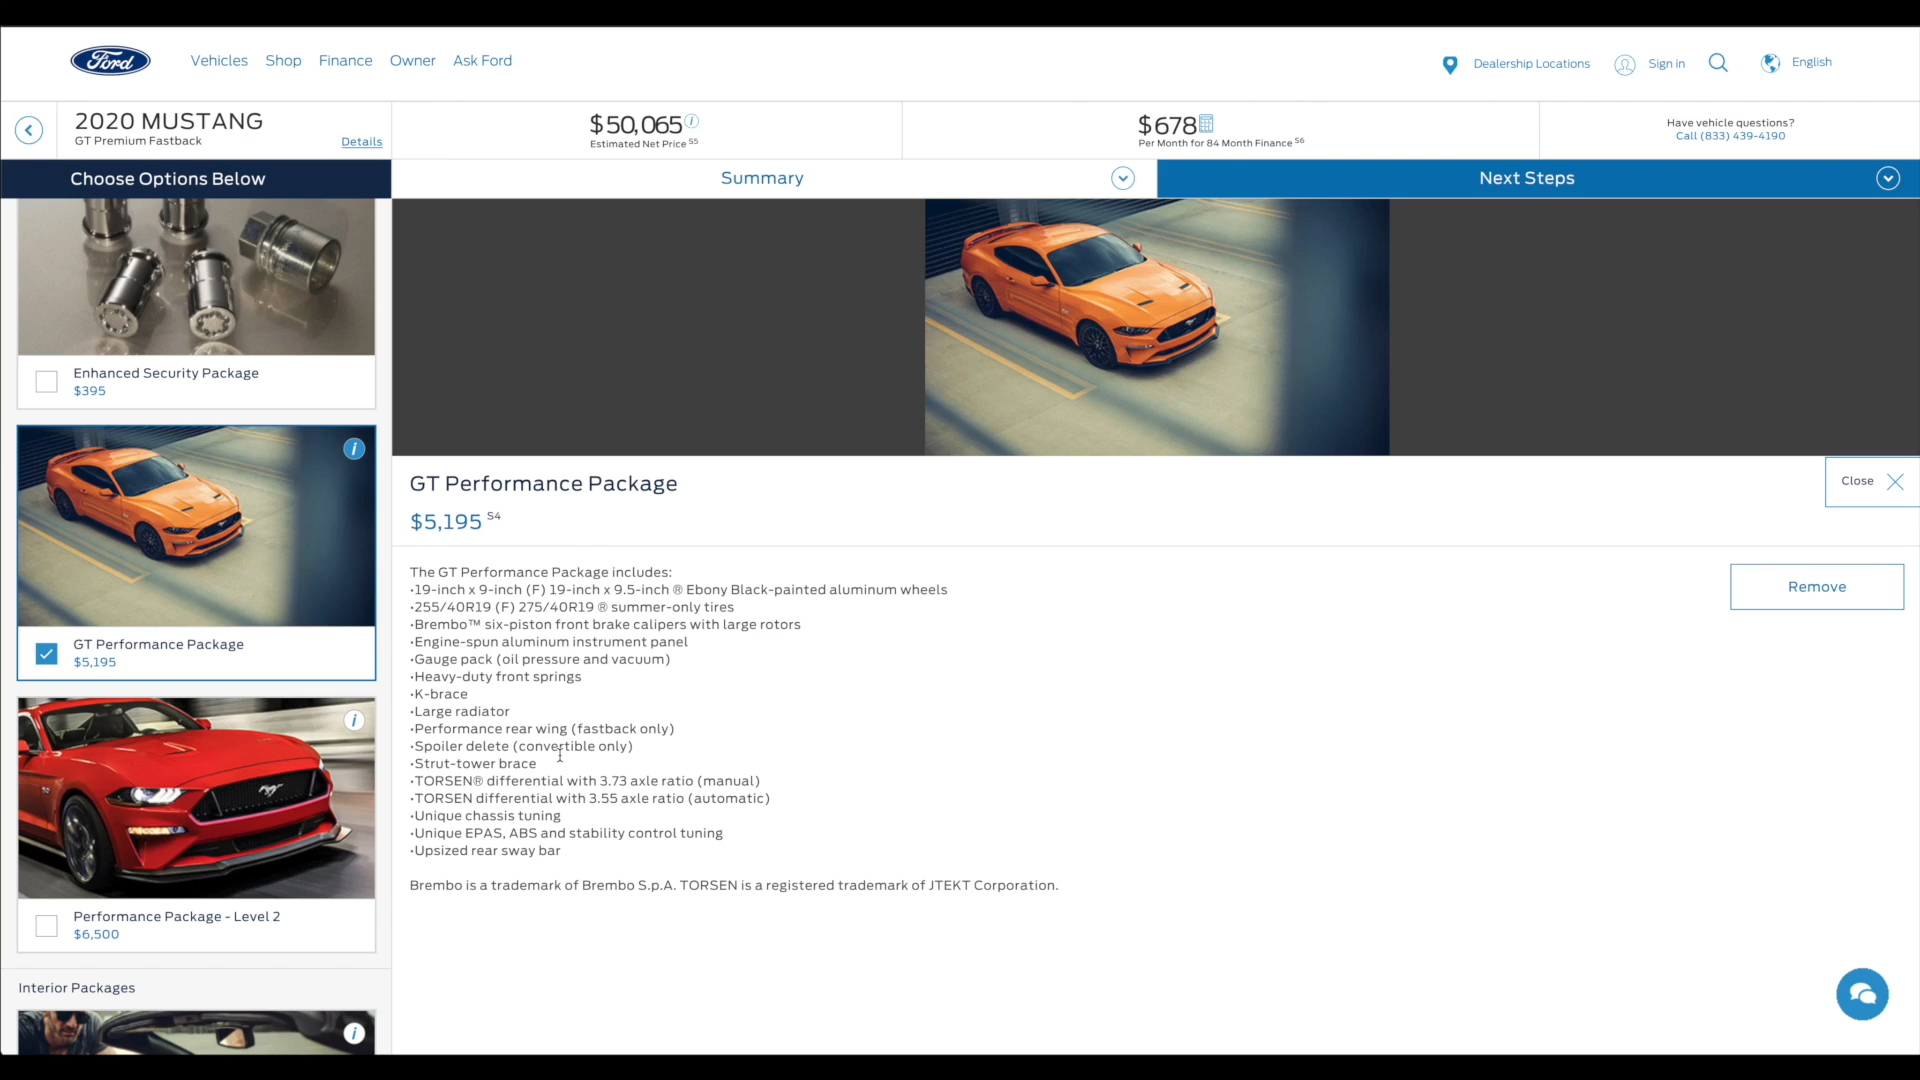 Ford
Vehicles Shop Finance Owner Ask Ford
Dealership Locations
Sign in
English
2020 MUSTANG
GT Premium Fastback
Details
$50,065
Estimated Net Price S5
$678
Per Month for 84 Month Finance S6
Have vehicle questions?
Call (833) 439-4190
Choose Options Below
Summary
Next Steps
Enhanced Security Package
$395
GT Performance Package
$5,195
Performance Package - Level 2
$6,500
Interior Packages
GT Performance Package
$5,195 S4
Close
Remove
The GT Performance Package includes:
•19-inch x 9-inch (F) 19-inch x 9.5-inch ® Ebony Black-painted aluminum wheels
•255/40R19 (F) 275/40R19 ® summer-only tires
•Brembo™ six-piston front brake calipers with large rotors
•Engine-spun aluminum instrument panel
•Gauge pack (oil pressure and vacuum)
•Heavy-duty front springs
•K-brace
•Large radiator
•Performance rear wing (fastback only)
•Spoiler delete (convertible only)
•Strut-tower brace
•TORSEN® differential with 3.73 axle ratio (manual)
•TORSEN differential with 3.55 axle ratio (automatic)
•Unique chassis tuning
•Unique EPAS, ABS and stability control tuning
•Upsized rear sway bar
Brembo is a trademark of Brembo S.p.A. TORSEN is a registered trademark of JTEKT Corporation.